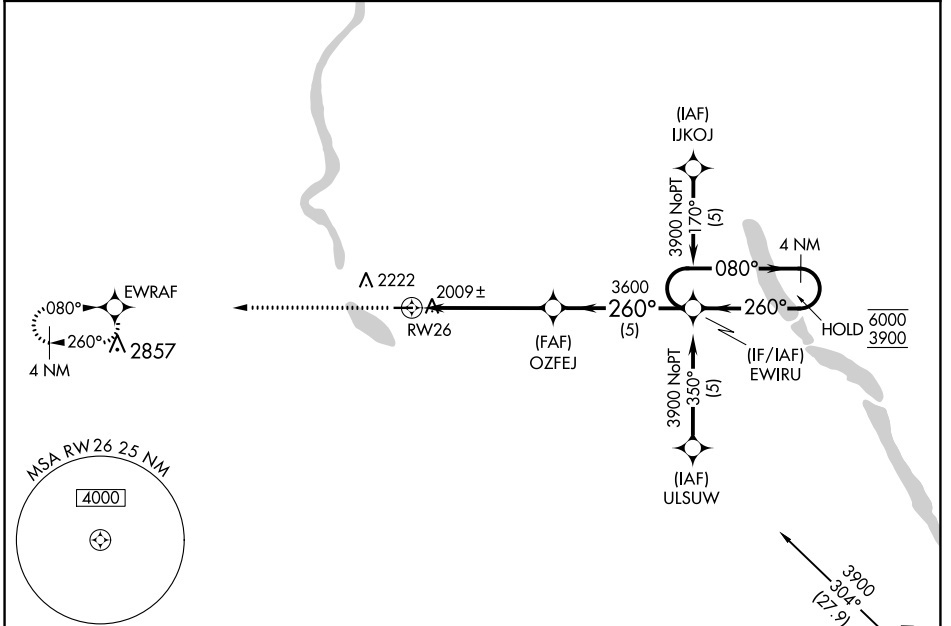 (IAF)
IJKOJ
3900 NoPT
170°
(5)
4 NM
080°
EWRAF
080°
260°
4 NM
2857
2222
2009±
RW26
3600
260°
(5)
(FAF)
OZFEJ
260°
HOLD
6000
3900
(IF/IAF)
EWIRU
3900 NoPT
350°
(5)
(IAF)
ULSUW
MSA RW26 25 NM
4000
3900
304°
(27.9)